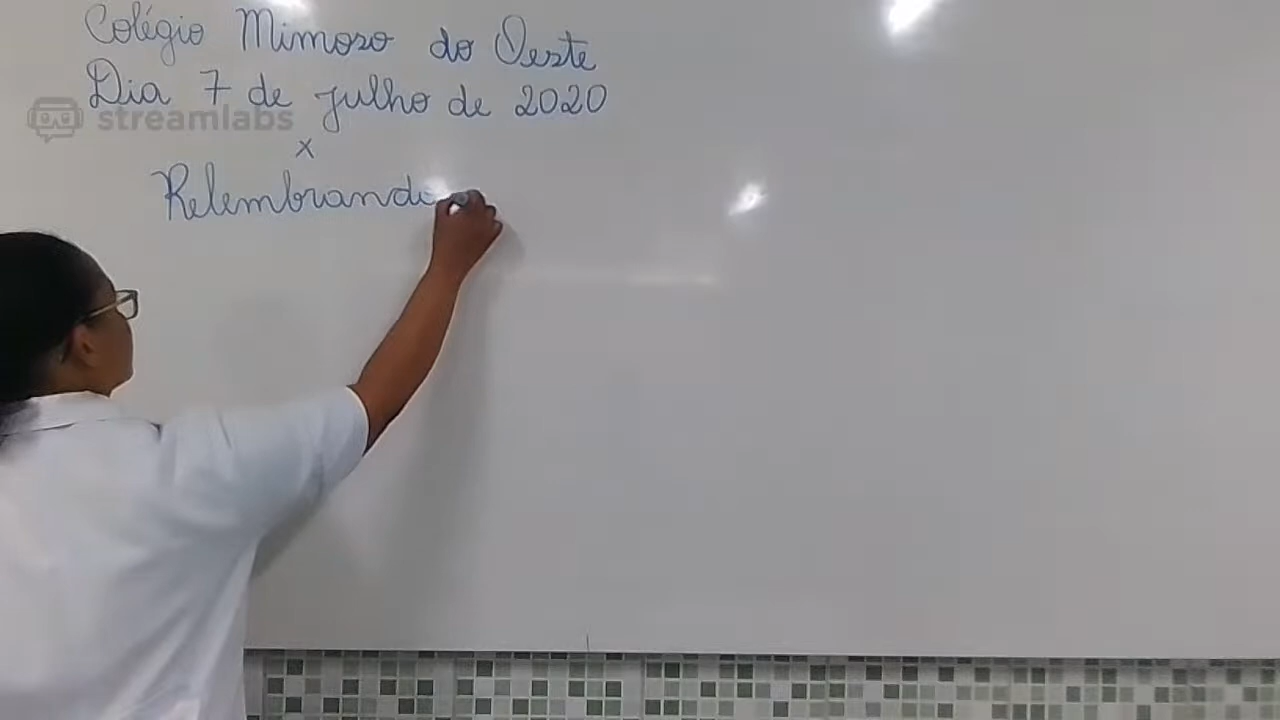 Colégio Mimoso do Oeste
Dia 7 de julho de 2020
streamlabs
x
Relembrando